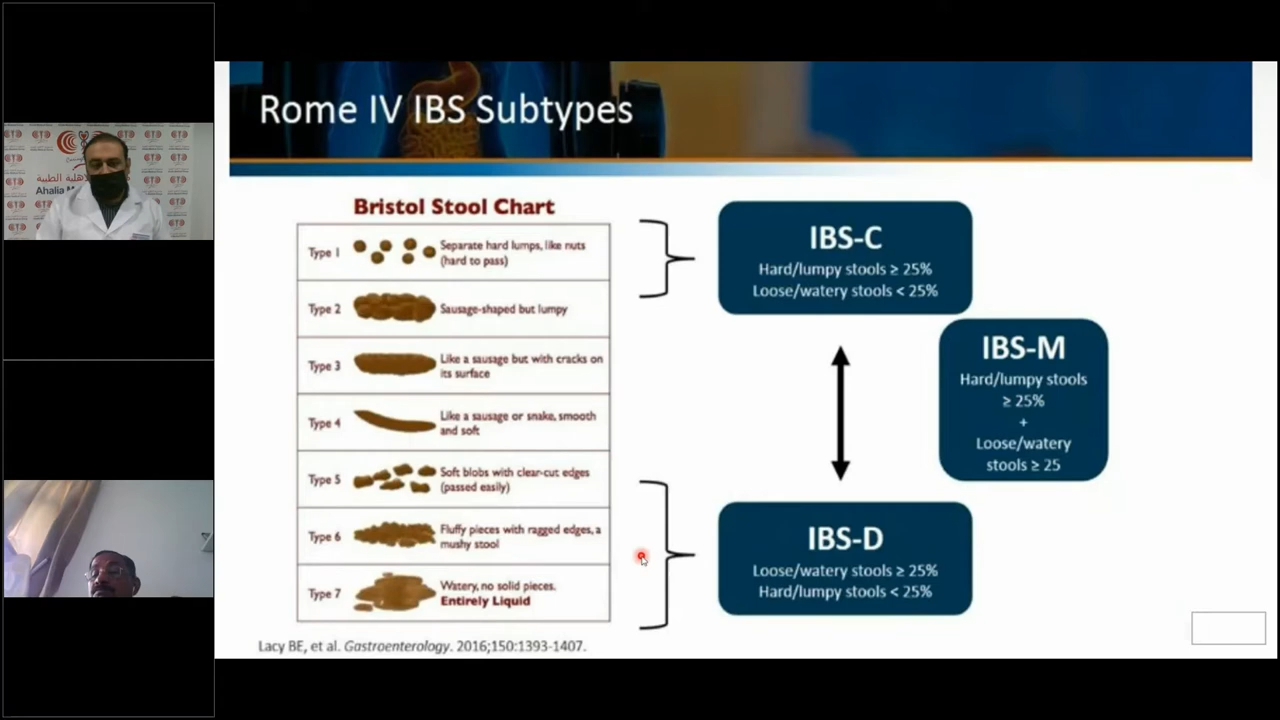 Rome IV IBS Subtypes
Bristol Stool Chart
Type 1
Separate hard lumps, like nuts
(hard to pass)
Type 2
Sausage-shaped but lumpy
Type 3
Like a sausage but with cracks on
its surface
Type 4
Like a sausage or snake, smooth
and soft
Type 5
Soft blobs with clear-cut edges
(passed easily)
Type 6
Fluffy pieces with ragged edges, a
mushy stool
Type 7
Watery, no solid pieces.
Entirely Liquid
IBS-C
Hard/lumpy stools ≥ 25%
Loose/watery stools < 25%
IBS-M
Hard/lumpy stools
≥ 25%
+
Loose/watery
stools ≥ 25
IBS-D
Loose/watery stools ≥ 25%
Hard/lumpy stools < 25%
Lacy BE, et al. Gastroenterology. 2016;150:1393-1407.
الأهلية الطبية
Ahalia